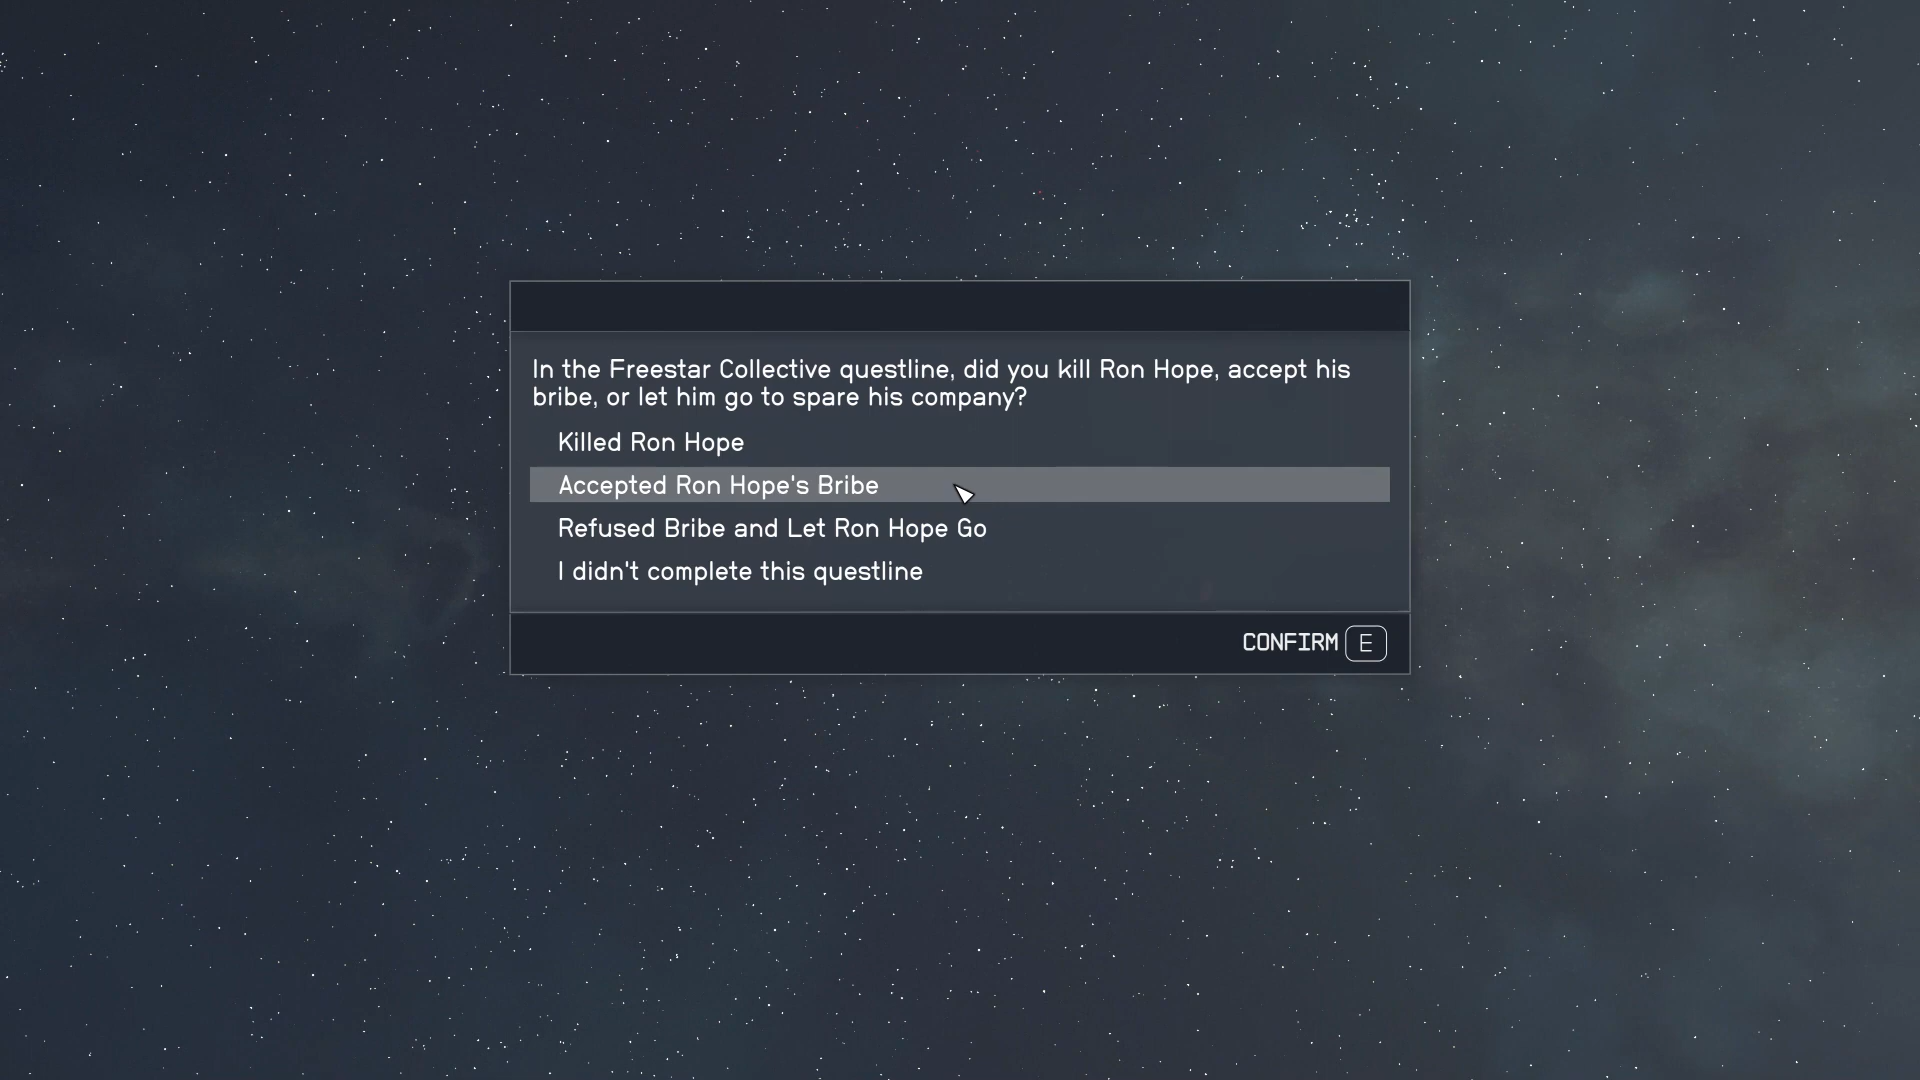 In the Freestar Collective questline, did you kill Ron Hope, accept his
bribe, or let him go to spare his company?
Killed Ron Hope
Accepted Ron Hope's Bribe
Refused Bribe and Let Ron Hope Go
I didn't complete this questline
CONFIRM E